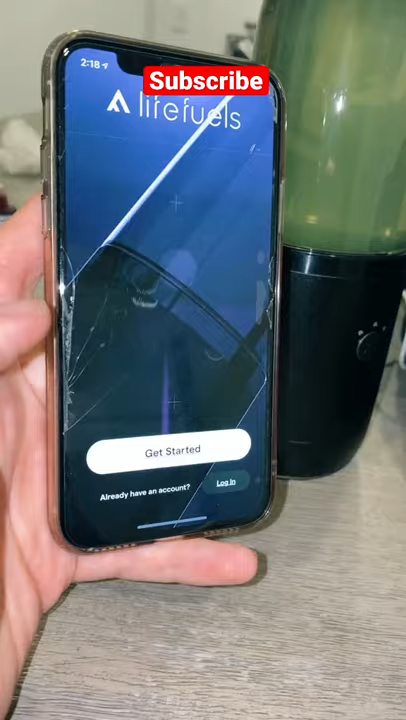 2:18
Subscribe
lifefuels
Get Started
Already have an account?
Log In